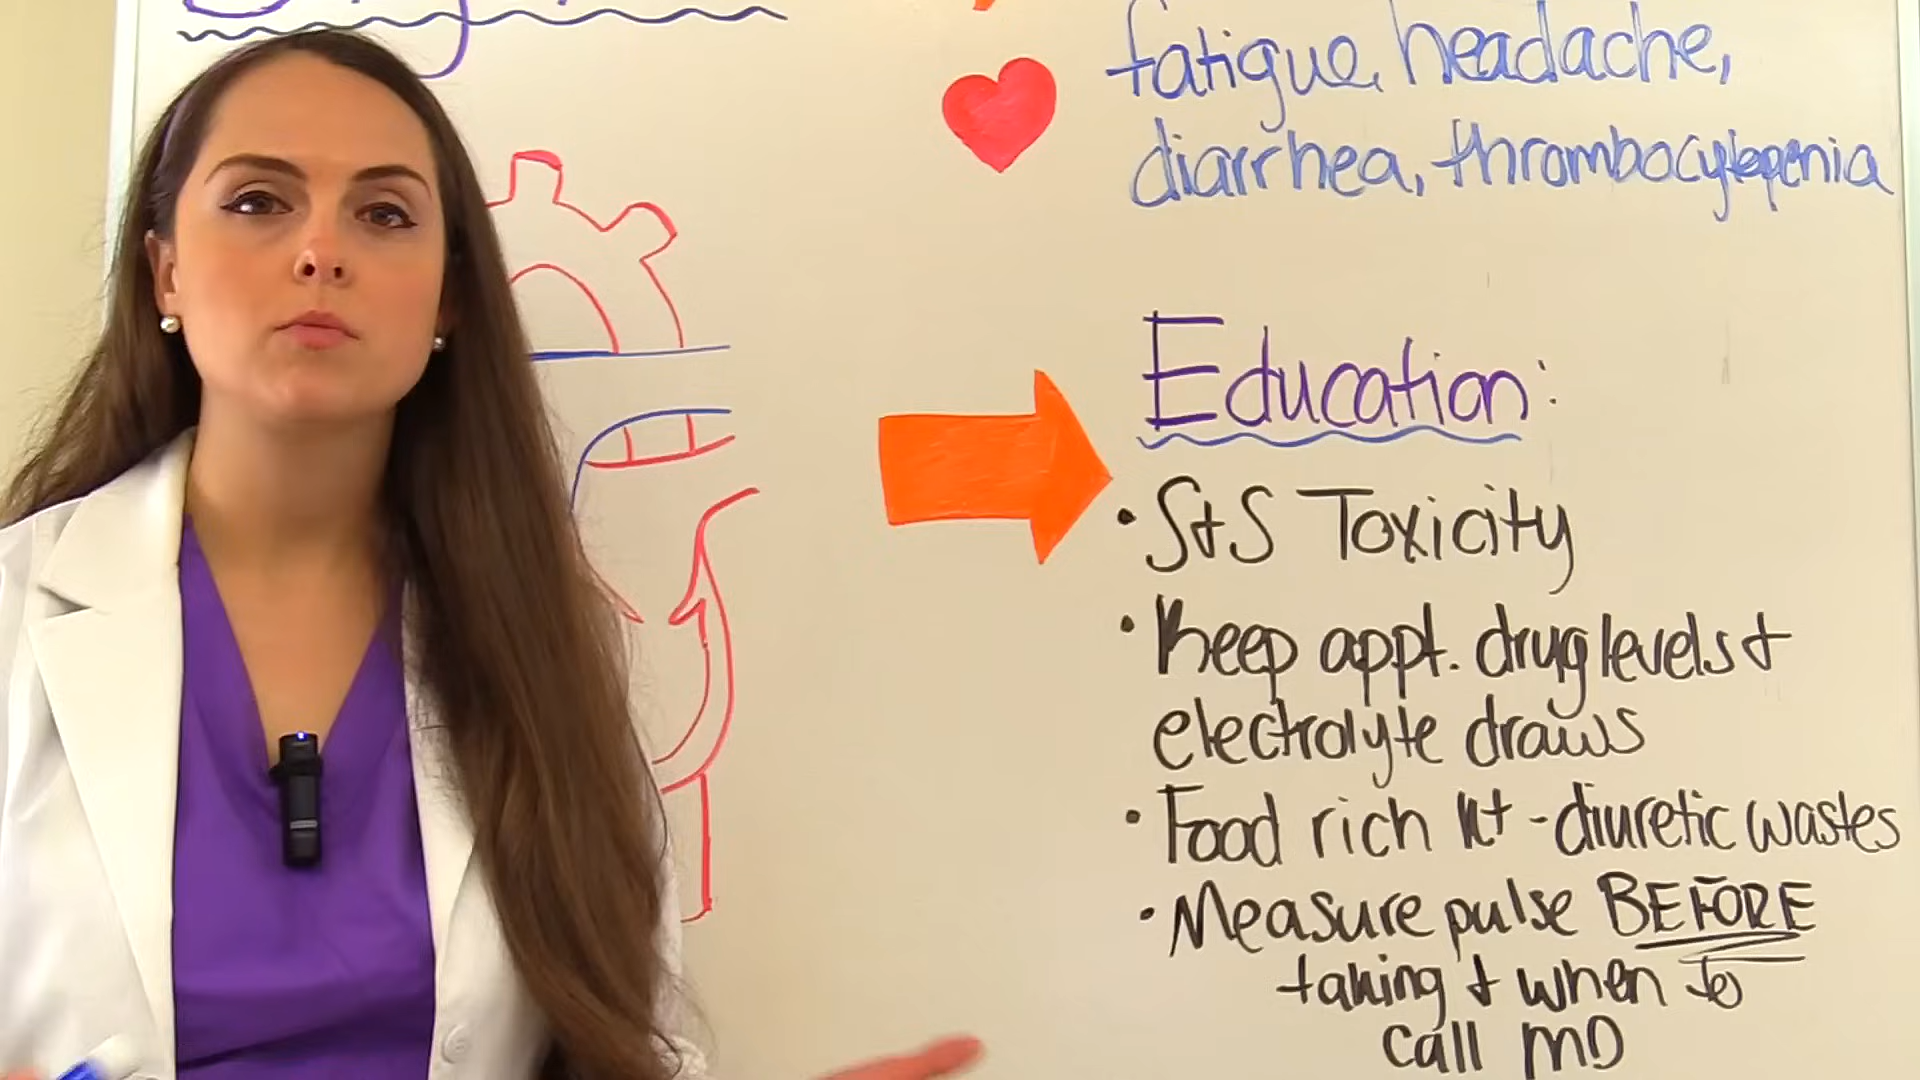 fatigue, headache,
diarrhea, thrombocytopenia
Education:
• S+S Toxicity
• Keep appt. drug levels +
electrolyte draws
• Food rich K+ - diuretic wastes
• Measure pulse BEFORE
taking + when to
call MD